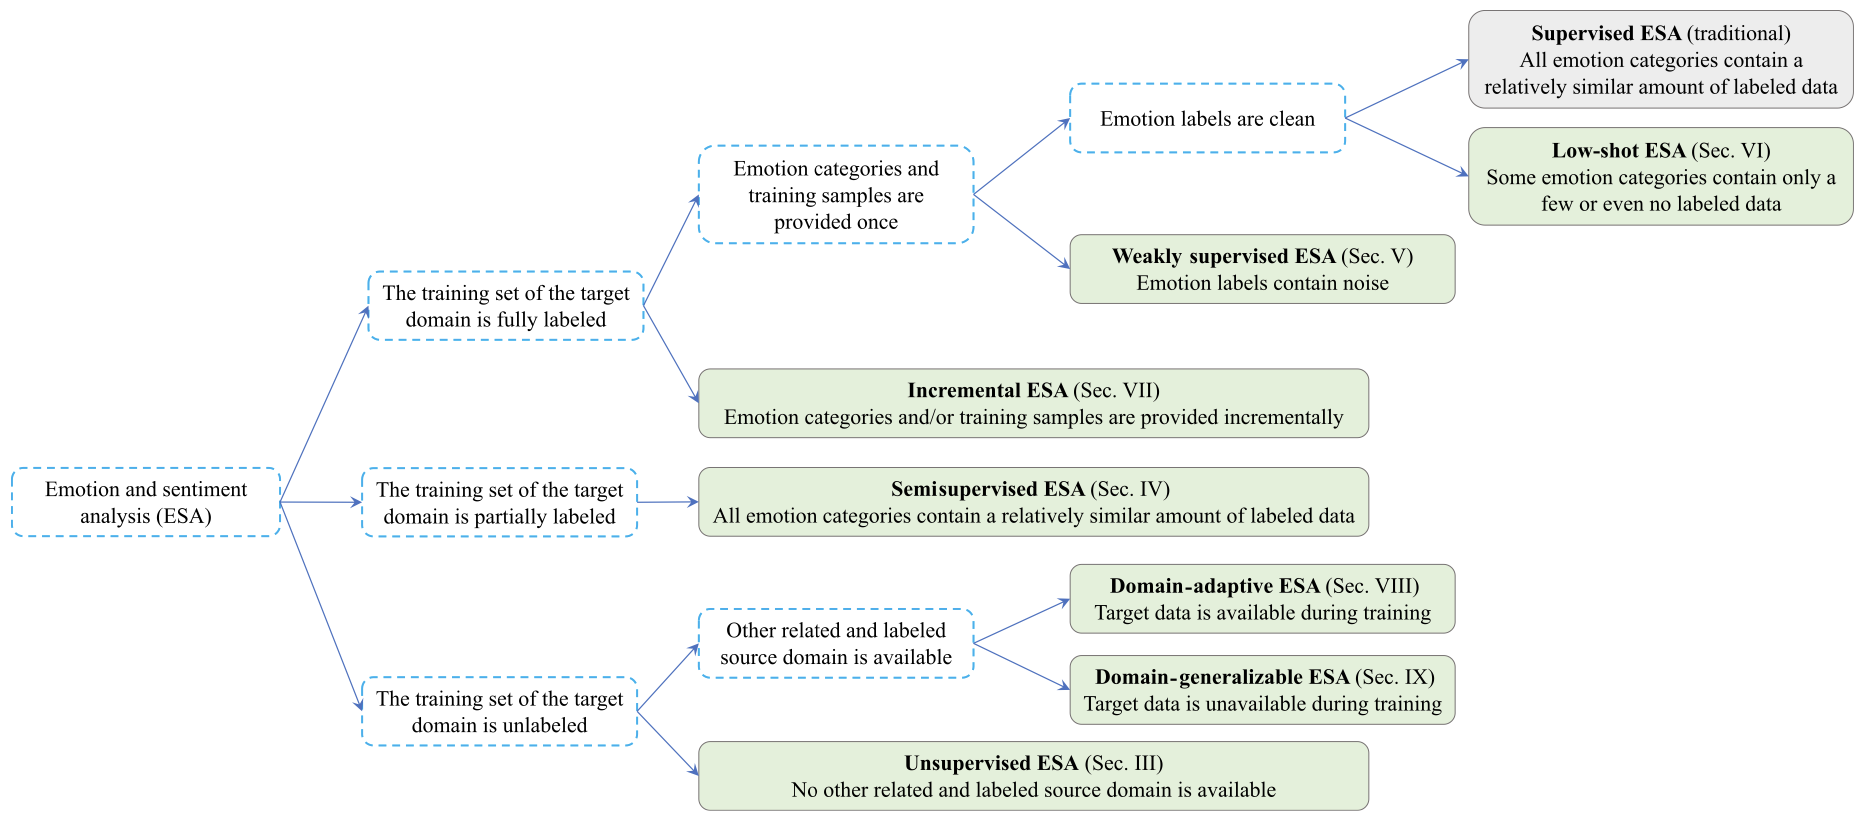 Supervised ESA (traditional)
All emotion categories contain a
relatively similar amount of labeled data
Emotion labels are clean
Low-shot ESA (Sec. VI)
Some emotion categories contain only a
few or even no labeled data
Emotion categories and
training samples are
provided once
Weakly supervised ESA (Sec. V)
Emotion labels contain noise
The training set of the target
domain is fully labeled
Incremental ESA (Sec. VII)
Emotion categories and/or training samples are provided incrementally
Emotion and sentiment
analysis (ESA)
The training set of the target
domain is partially labeled
Semisupervised ESA (Sec. IV)
All emotion categories contain a relatively similar amount of labeled data
Domain-adaptive ESA (Sec. VIII)
Target data is available during training
Other related and labeled
source domain is available
Domain-generalizable ESA (Sec. IX)
Target data is unavailable during training
The training set of the target
domain is unlabeled
Unsupervised ESA (Sec. III)
No other related and labeled source domain is available